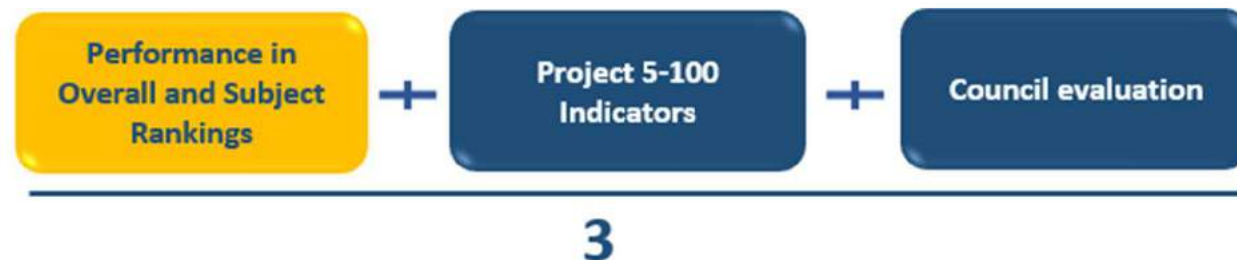 Performance in
Overall and Subject
Rankings
+
Project 5-100
Indicators
+
Council evaluation
3